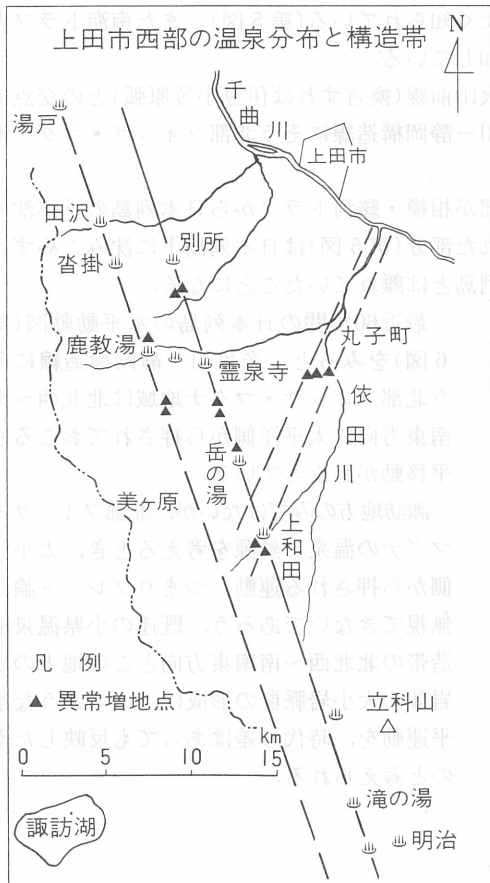 上田市西部の温泉分布と構造帯
N
千曲川
上田市
湯戸
田沢
沓掛
別所
鹿教湯
霊泉寺
丸子町
依田川
岳の湯
美ヶ原
上和田
凡例
▲ 異常増地点
0 5 10 15 km
立科山
滝の湯
明治
諏訪湖